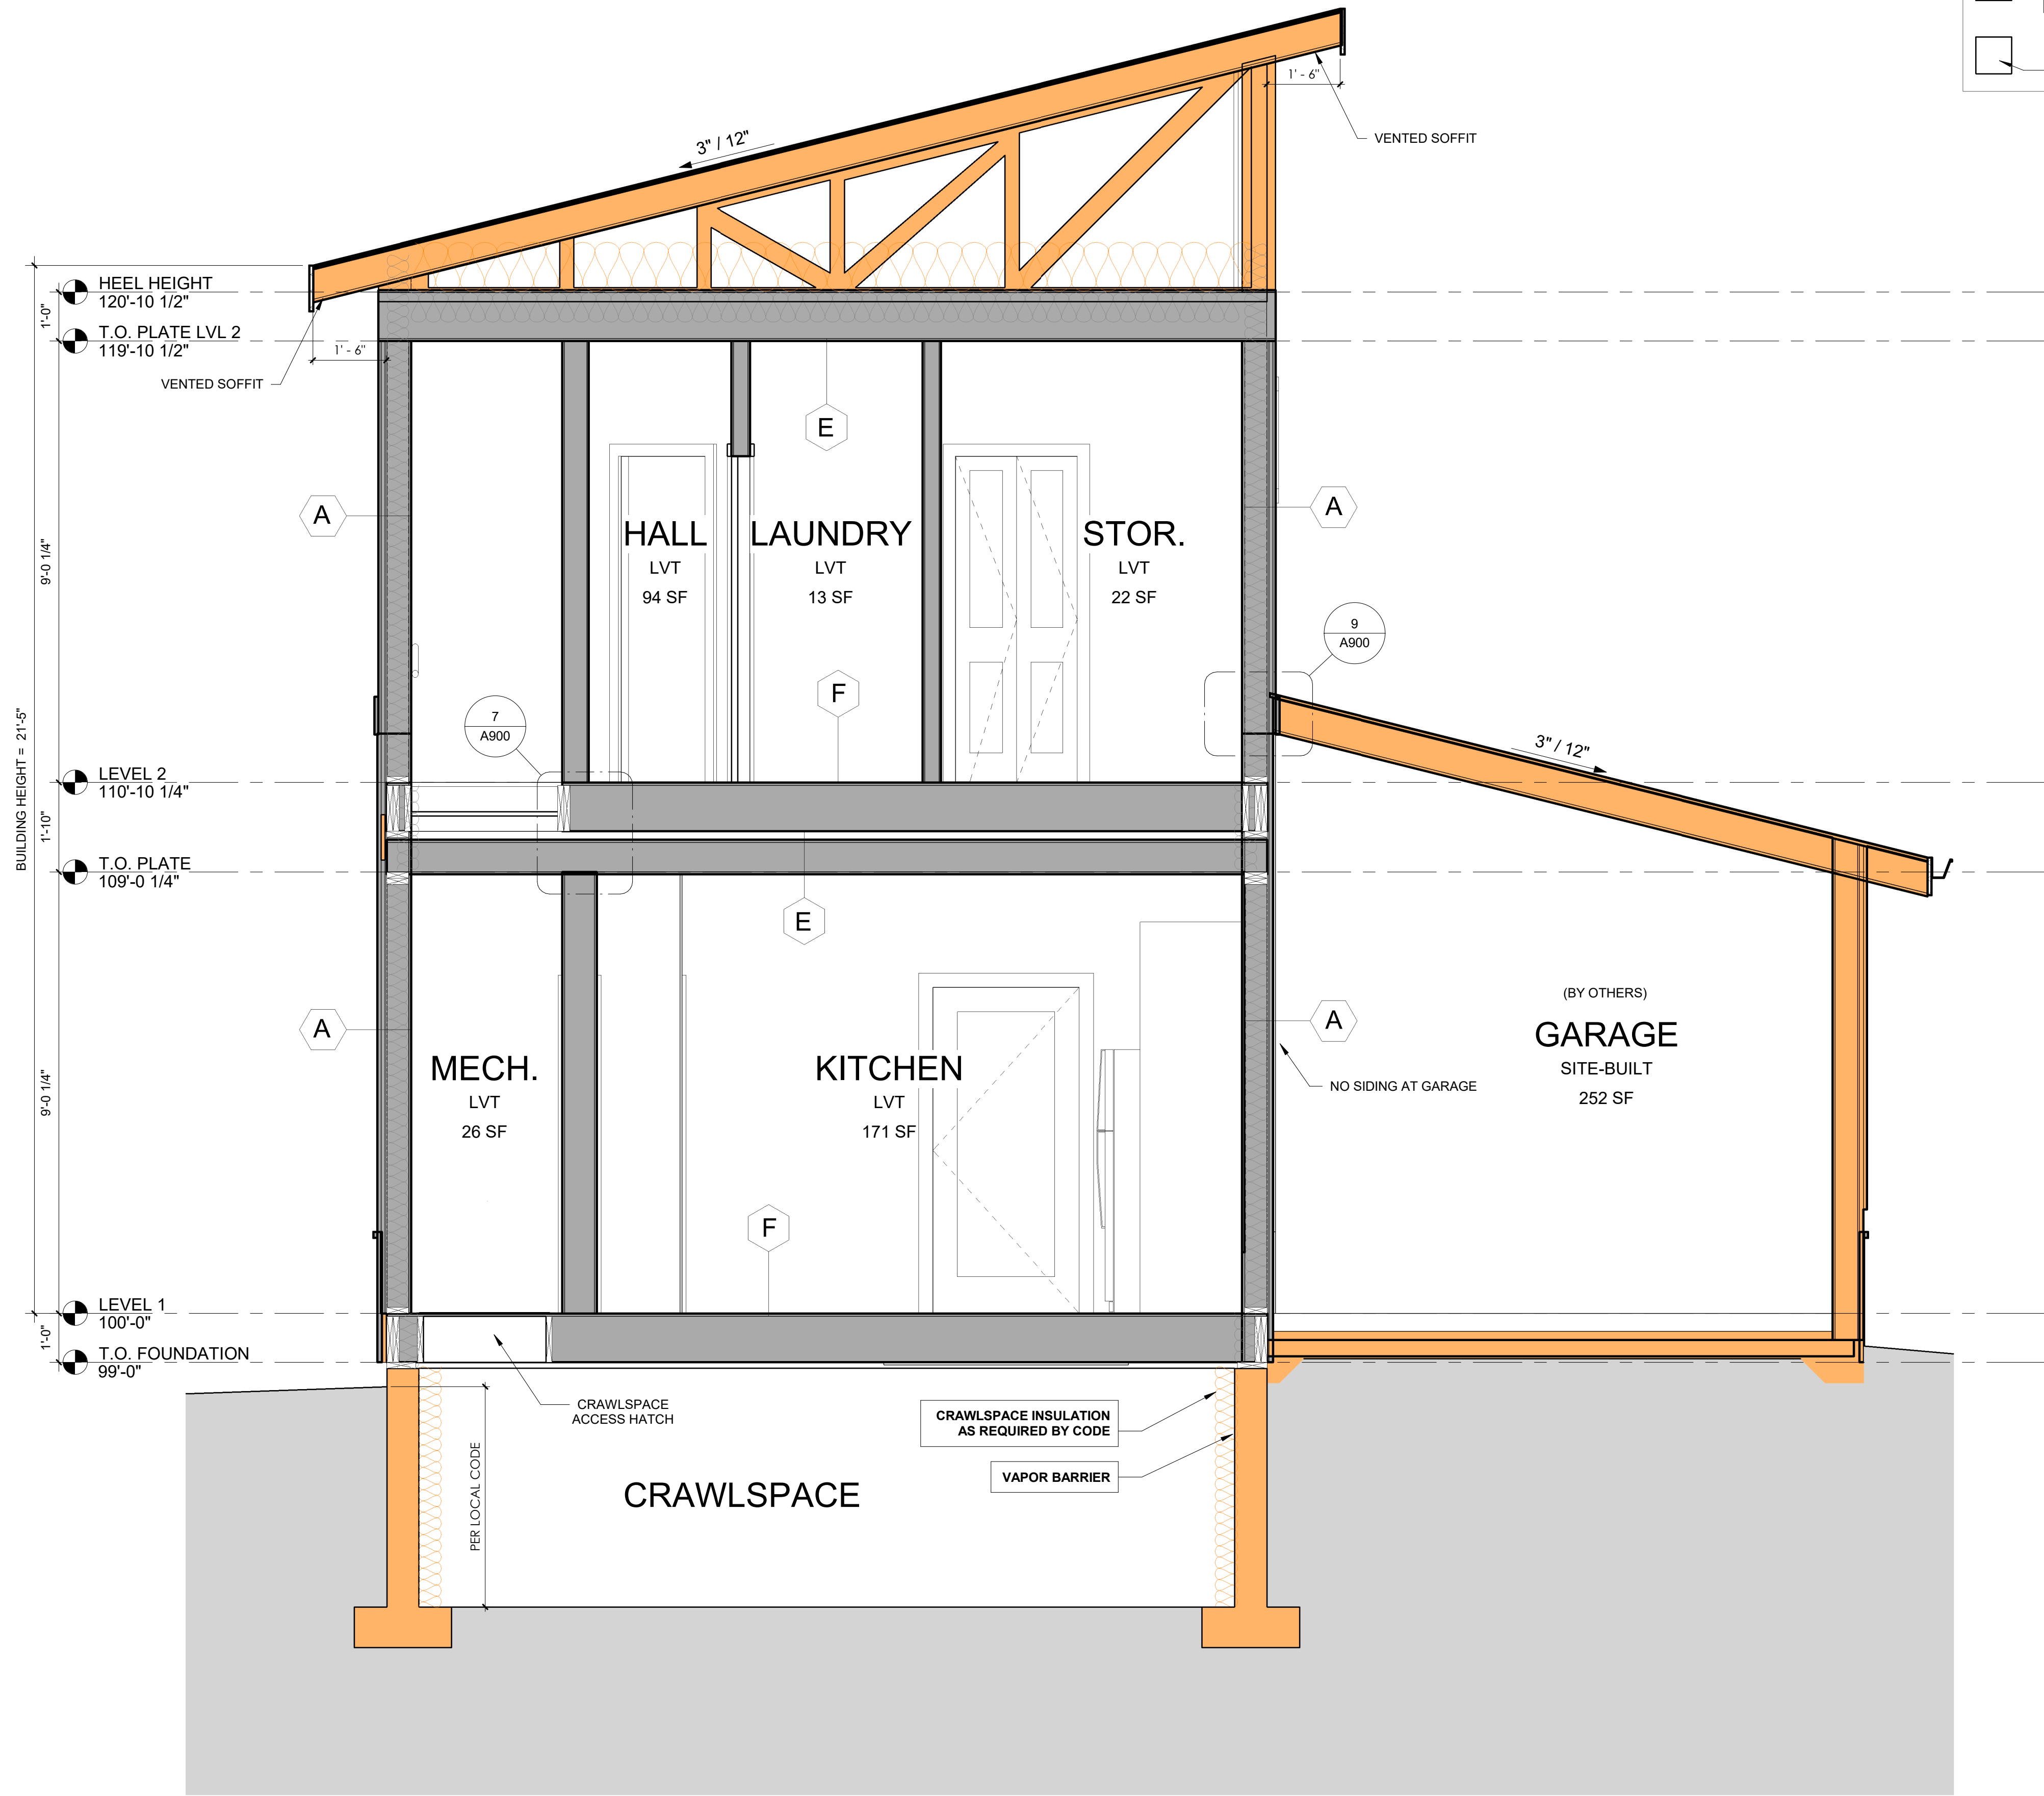 3" / 12"
1' - 6"
VENTED SOFFIT
HEEL HEIGHT
120'-10 1/2"
1'-0"
T.O. PLATE LVL 2
119'-10 1/2"
1' - 6"
VENTED SOFFIT
E
A
A
9'-0 1/4"
HALL
LVT
94 SF
LAUNDRY
LVT
13 SF
STOR.
LVT
22 SF
9
A900
F
7
A900
3" / 12"
LEVEL 2
110'-10 1/4"
BUILDING HEIGHT = 21'-5"
1'-10"
T.O. PLATE
109'-0 1/4"
E
A
A
(BY OTHERS)
GARAGE
SITE-BUILT
252 SF
9'-0 1/4"
MECH.
LVT
26 SF
KITCHEN
LVT
171 SF
NO SIDING AT GARAGE
F
LEVEL 1
100'-0"
1'-0"
T.O. FOUNDATION
99'-0"
CRAWLSPACE
ACCESS HATCH
CRAWLSPACE INSULATION
AS REQUIRED BY CODE
VAPOR BARRIER
PER LOCAL CODE
CRAWLSPACE